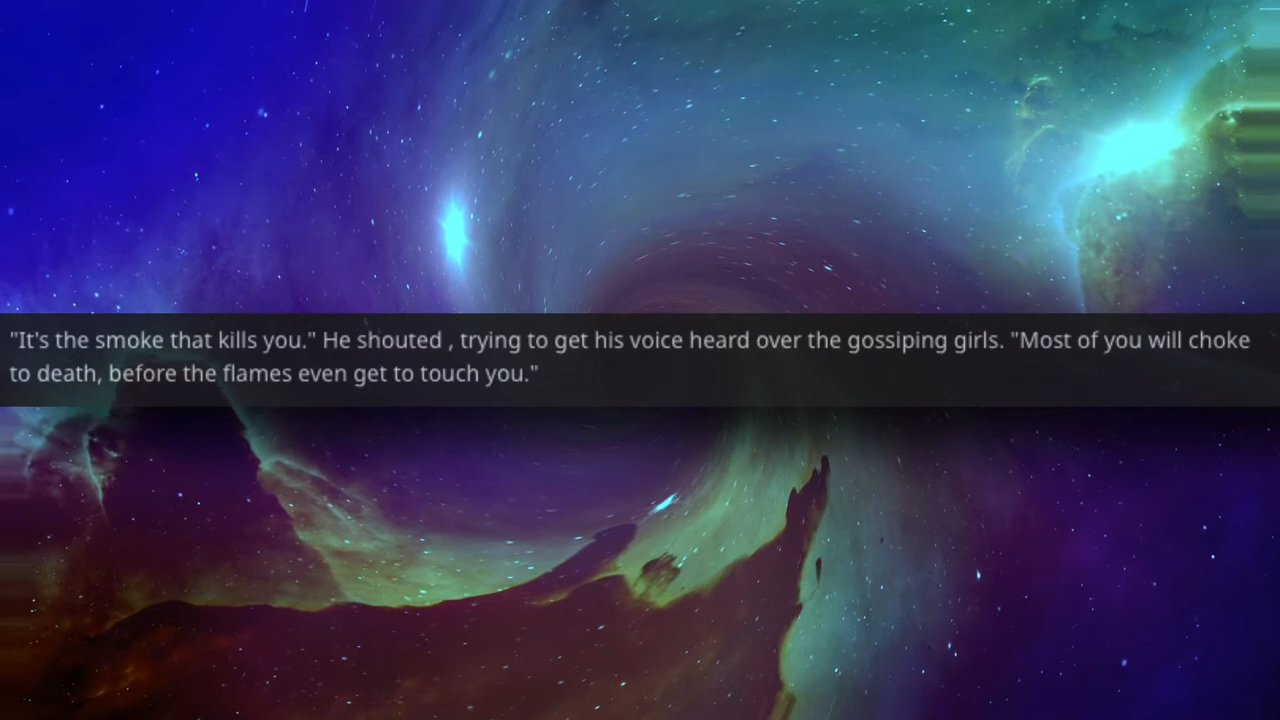 "It's the smoke that kills you." He shouted , trying to get his voice heard over the gossiping girls. "Most of you will choke
to death, before the flames even get to touch you."